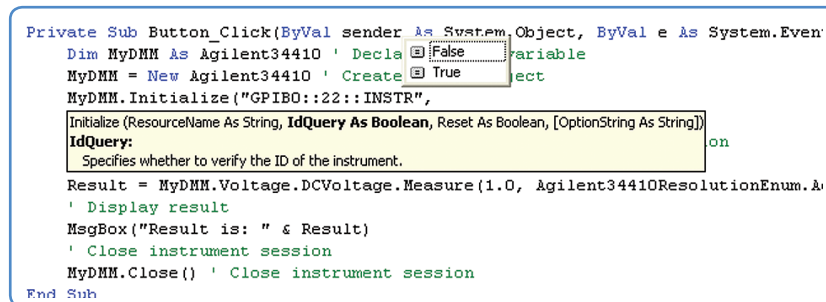 Private Sub Button_Click(ByVal sender As System.Object, ByVal e As System.Even
Dim MyDMM As Agilent34410 ' Decla variable
False
MyDMM = New Agilent34410 ' Create ject
True
MyDMM.Initialize("GPIB0::22::INSTR",
Initialize (ResourceName As String, IdQuery As Boolean, Reset As Boolean, [OptionString As String])
IdQuery: on
Specifies whether to verify the ID of the instrument.
Result = MyDMM.Voltage.DCVoltage.Measure(1.0, Agilent34410ResolutionEnum.A
' Display result
MsgBox("Result is: " & Result)
' Close instrument session
MyDMM.Close() ' Close instrument session
End Sub